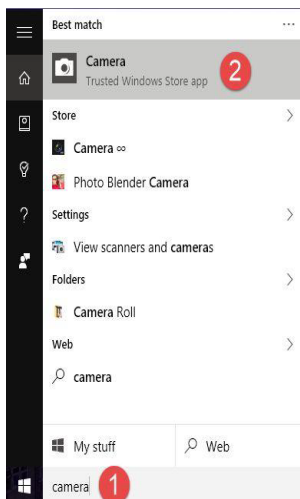 Best match
Camera
Trusted Windows Store app
2
Store
Camera ∞
Photo Blender Camera
Settings
View scanners and cameras
Folders
Camera Roll
Web
camera
My stuff
Web
camera
1